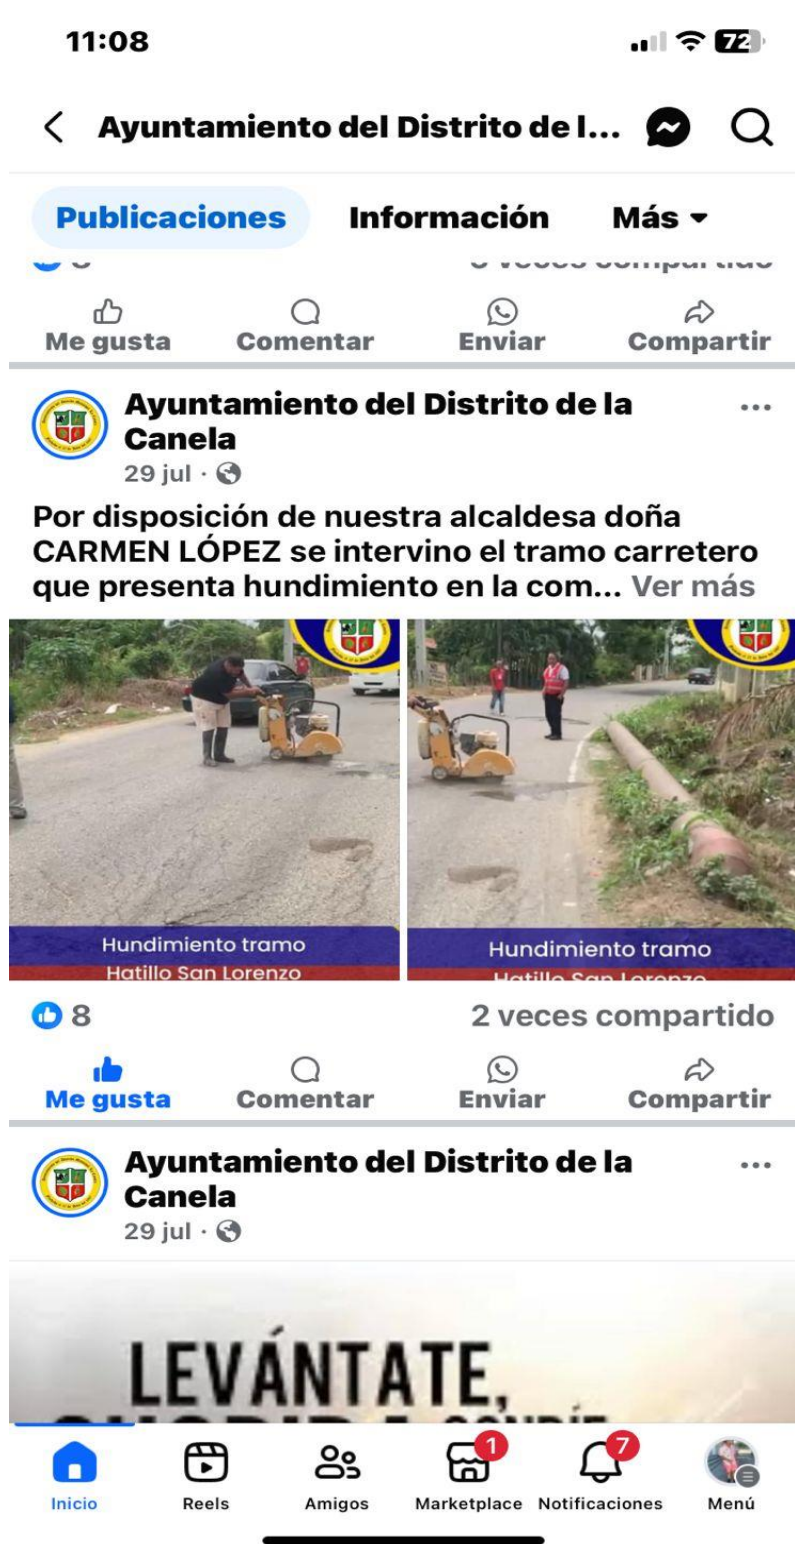 11:08
72
Ayuntamiento del Distrito de l...
Publicaciones
Información
Más
Me gusta
Comentar
Enviar
Compartir
Ayuntamiento del Distrito de la
Canela
29 jul ·
Por disposición de nuestra alcaldesa doña
CARMEN LÓPEZ se intervino el tramo carretero
que presenta hundimiento en la com... Ver más
Hundimiento tramo
Hatillo San Lorenzo
Hundimiento tramo
Hatillo San Lorenzo
8
2 veces compartido
Me gusta
Comentar
Enviar
Compartir
Ayuntamiento del Distrito de la
Canela
29 jul ·
LEVÁNTATE,
1
7
Inicio
Reels
Amigos
Marketplace
Notificaciones
Menú